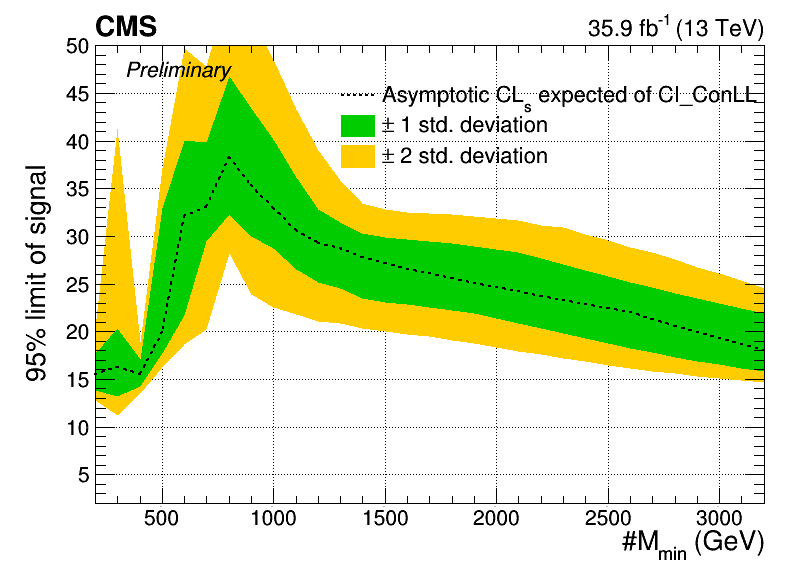 CMS
35.9 fb-1 (13 TeV)
Preliminary
Asymptotic CLs expected of CI_ConLL
± 1 std. deviation
± 2 std. deviation
95% limit of signal
50
45
40
35
30
25
20
15
10
5
500 1000 1500 2000 2500 3000
#Mmin (GeV)